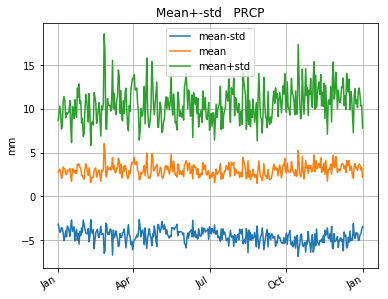 Mean+-std   PRCP
mean-std
mean
mean+std
mm
15
10
5
0
−5
Jan
Apr
Jul
Oct
Jan